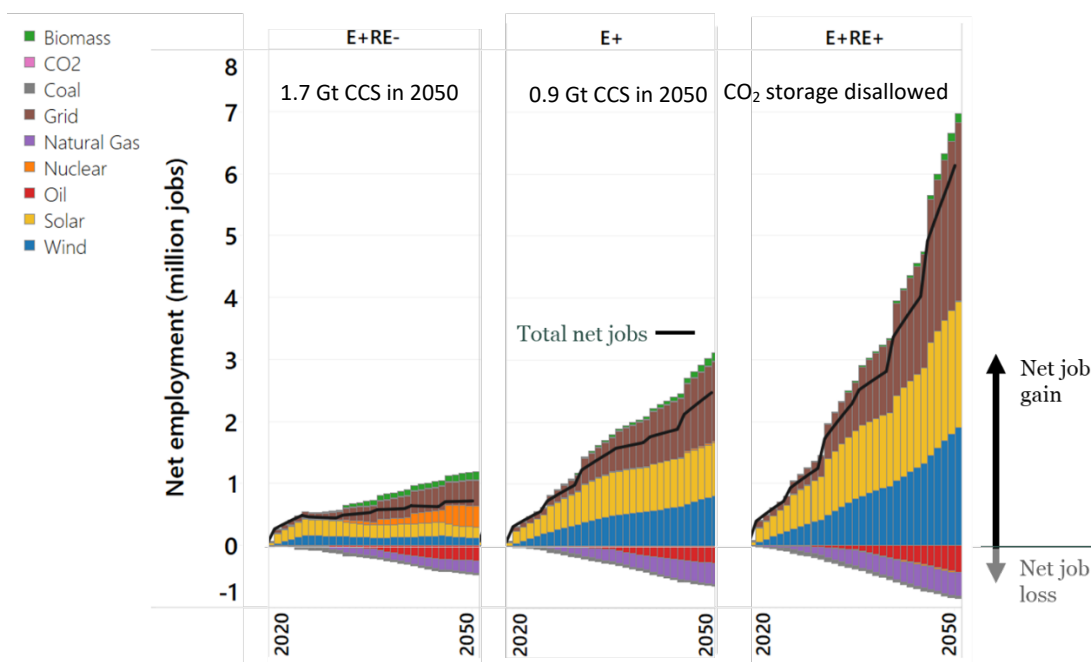 Biomass
CO2
Coal
Grid
Natural Gas
Nuclear
Oil
Solar
Wind
Net employment (million jobs)
8
7
6
5
4
3
2
1
0
-1
E+RE-
1.7 Gt CCS in 2050
2020
2050
E+
0.9 Gt CCS in 2050
Total net jobs
2020
2050
E+RE+
CO₂ storage disallowed
2020
2050
Net job
gain
Net job
loss